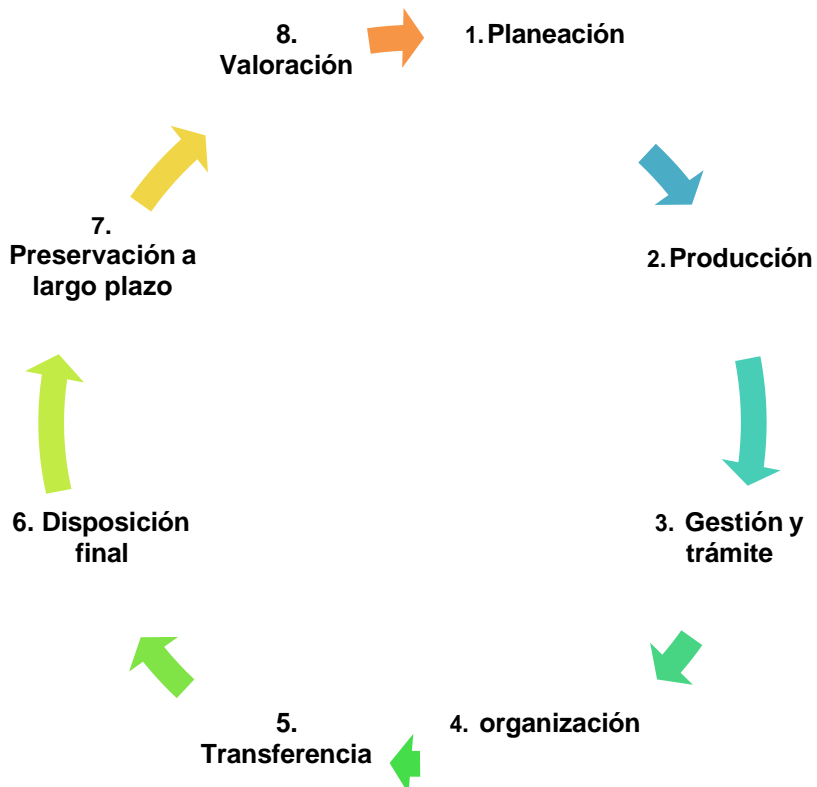 1. Planeación
2. Producción
3. Gestión y
trámite
4. organización
5.
Transferencia
6. Disposición
final
7.
Preservación a
largo plazo
8.
Valoración